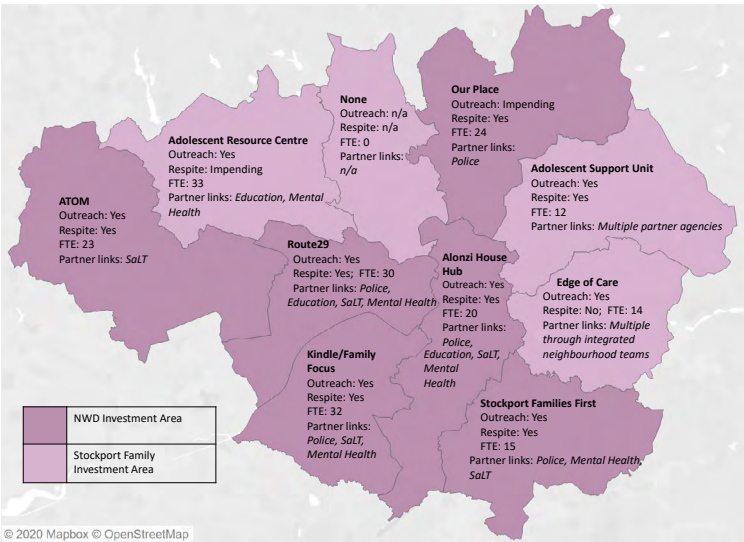 None
Outreach: n/a
Respite: n/a
FTE: 0
Partner links:
n/a
Our Place
Outreach: Impending
Respite: Yes
FTE: 24
Partner links:
Police
Adolescent Resource Centre
Outreach: Yes
Respite: Impending
FTE: 33
Partner links: Education, Mental
Health
Adolescent Support Unit
Outreach: Yes
Respite: Yes
FTE: 12
Partner links: Multiple partner agencies
ATOM
Outreach: Yes
Respite: Yes
FTE: 23
Partner links: SaLT
Route29
Outreach: Yes
Respite: Yes; FTE: 30
Partner links: Police,
Education, SaLT, Mental Health
Alonzi House
Hub
Outreach: Yes
Respite: Yes
FTE: 20
Partner links:
Police,
Education, SaLT,
Mental
Health
Edge of Care
Outreach: Yes
Respite: No; FTE: 14
Partner links: Multiple
through integrated
neighbourhood teams
Kindle/Family
Focus
Outreach: Yes
Respite: Yes
FTE: 32
Partner links:
Police, SaLT,
Mental Health
Stockport Families First
Outreach: Yes
Respite: Yes
FTE: 15
Partner links: Police, Mental Health,
SaLT
NWD Investment Area
Stockport Family
Investment Area
© 2020 Mapbox © OpenStreetMap